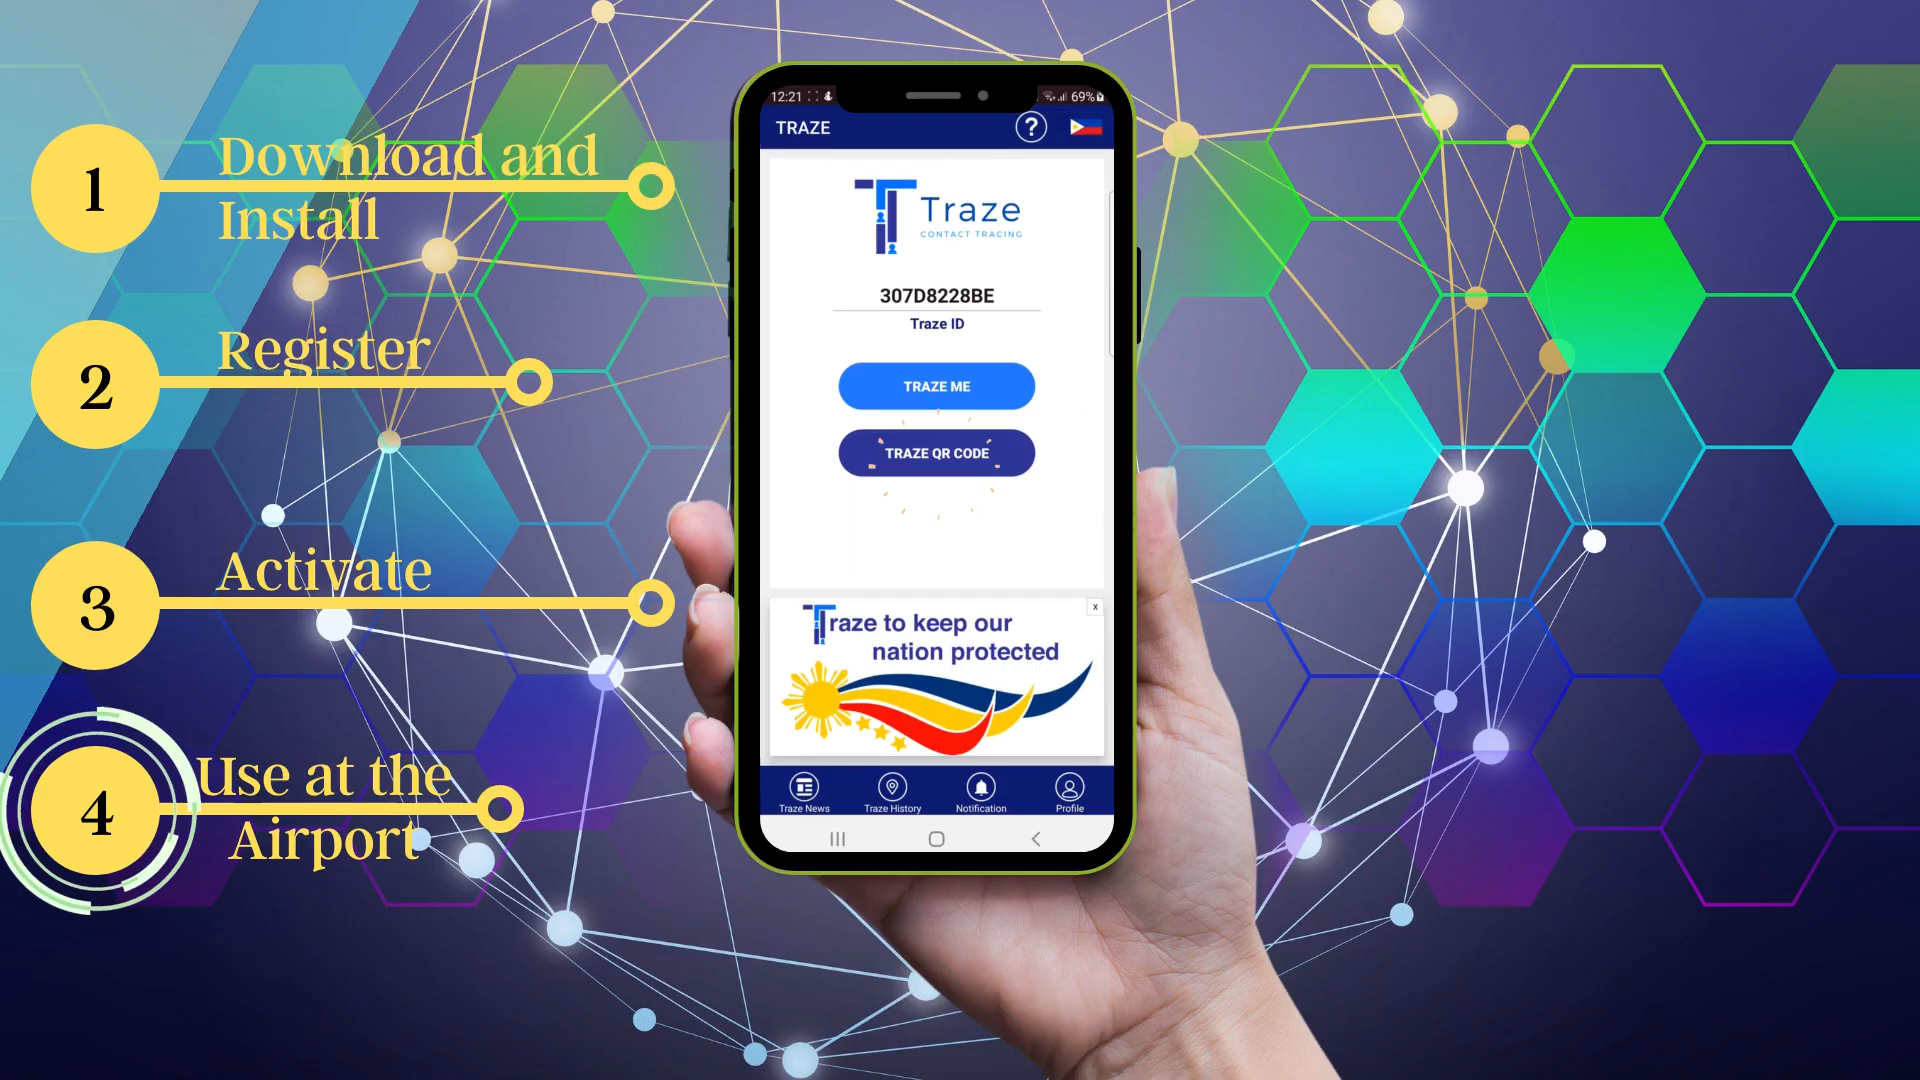 1
Download and
Install
2
Register
3
Activate
4
Use at the
Airport
12:21
69%
TRAZE
?
Traze
CONTACT TRACING
307D8228BE
Traze ID
TRAZE ME
TRAZE QR CODE
x
Traze to keep our
nation protected
Traze News
Traze History
Notification
Profile